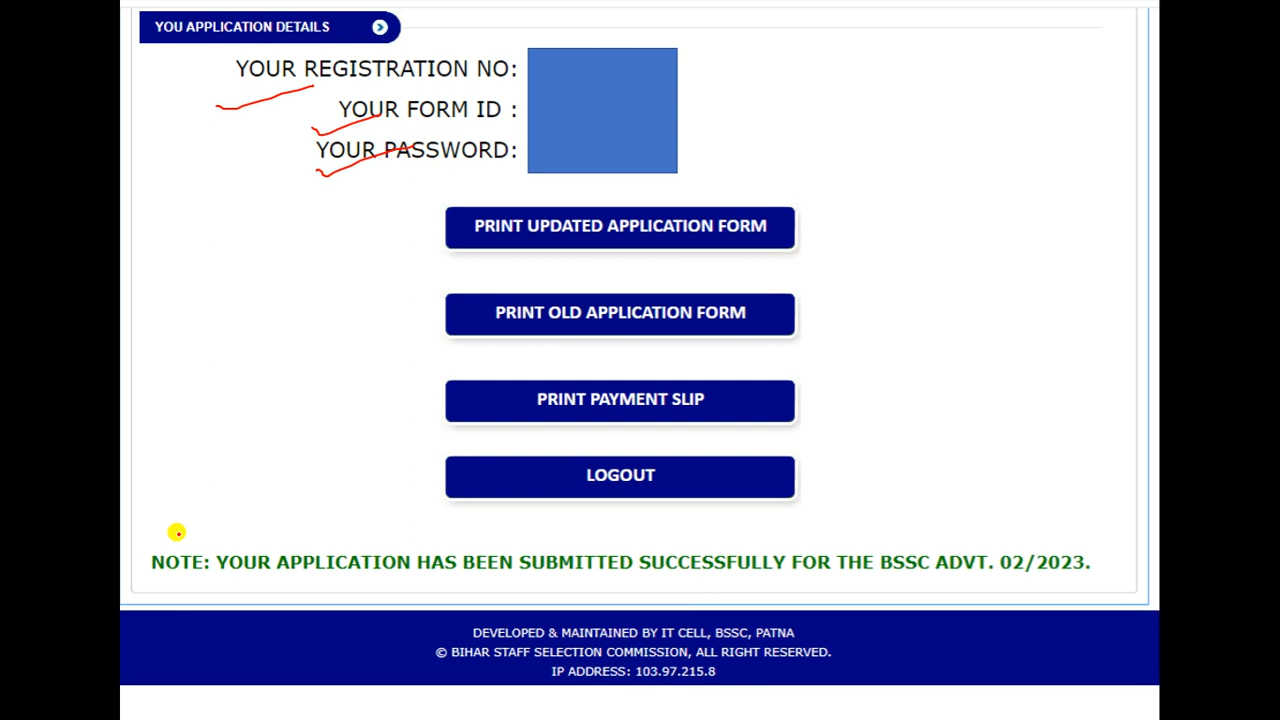 YOU APPLICATION DETAILS
YOUR REGISTRATION NO:
YOUR FORM ID :
YOUR PASSWORD:
PRINT UPDATED APPLICATION FORM
PRINT OLD APPLICATION FORM
PRINT PAYMENT SLIP
LOGOUT
NOTE: YOUR APPLICATION HAS BEEN SUBMITTED SUCCESSFULLY FOR THE BSSC ADVT. 02/2023.
DEVELOPED & MAINTAINED BY IT CELL, BSSC, PATNA
© BIHAR STAFF SELECTION COMMISSION, ALL RIGHT RESERVED.
IP ADDRESS: 103.97.215.8